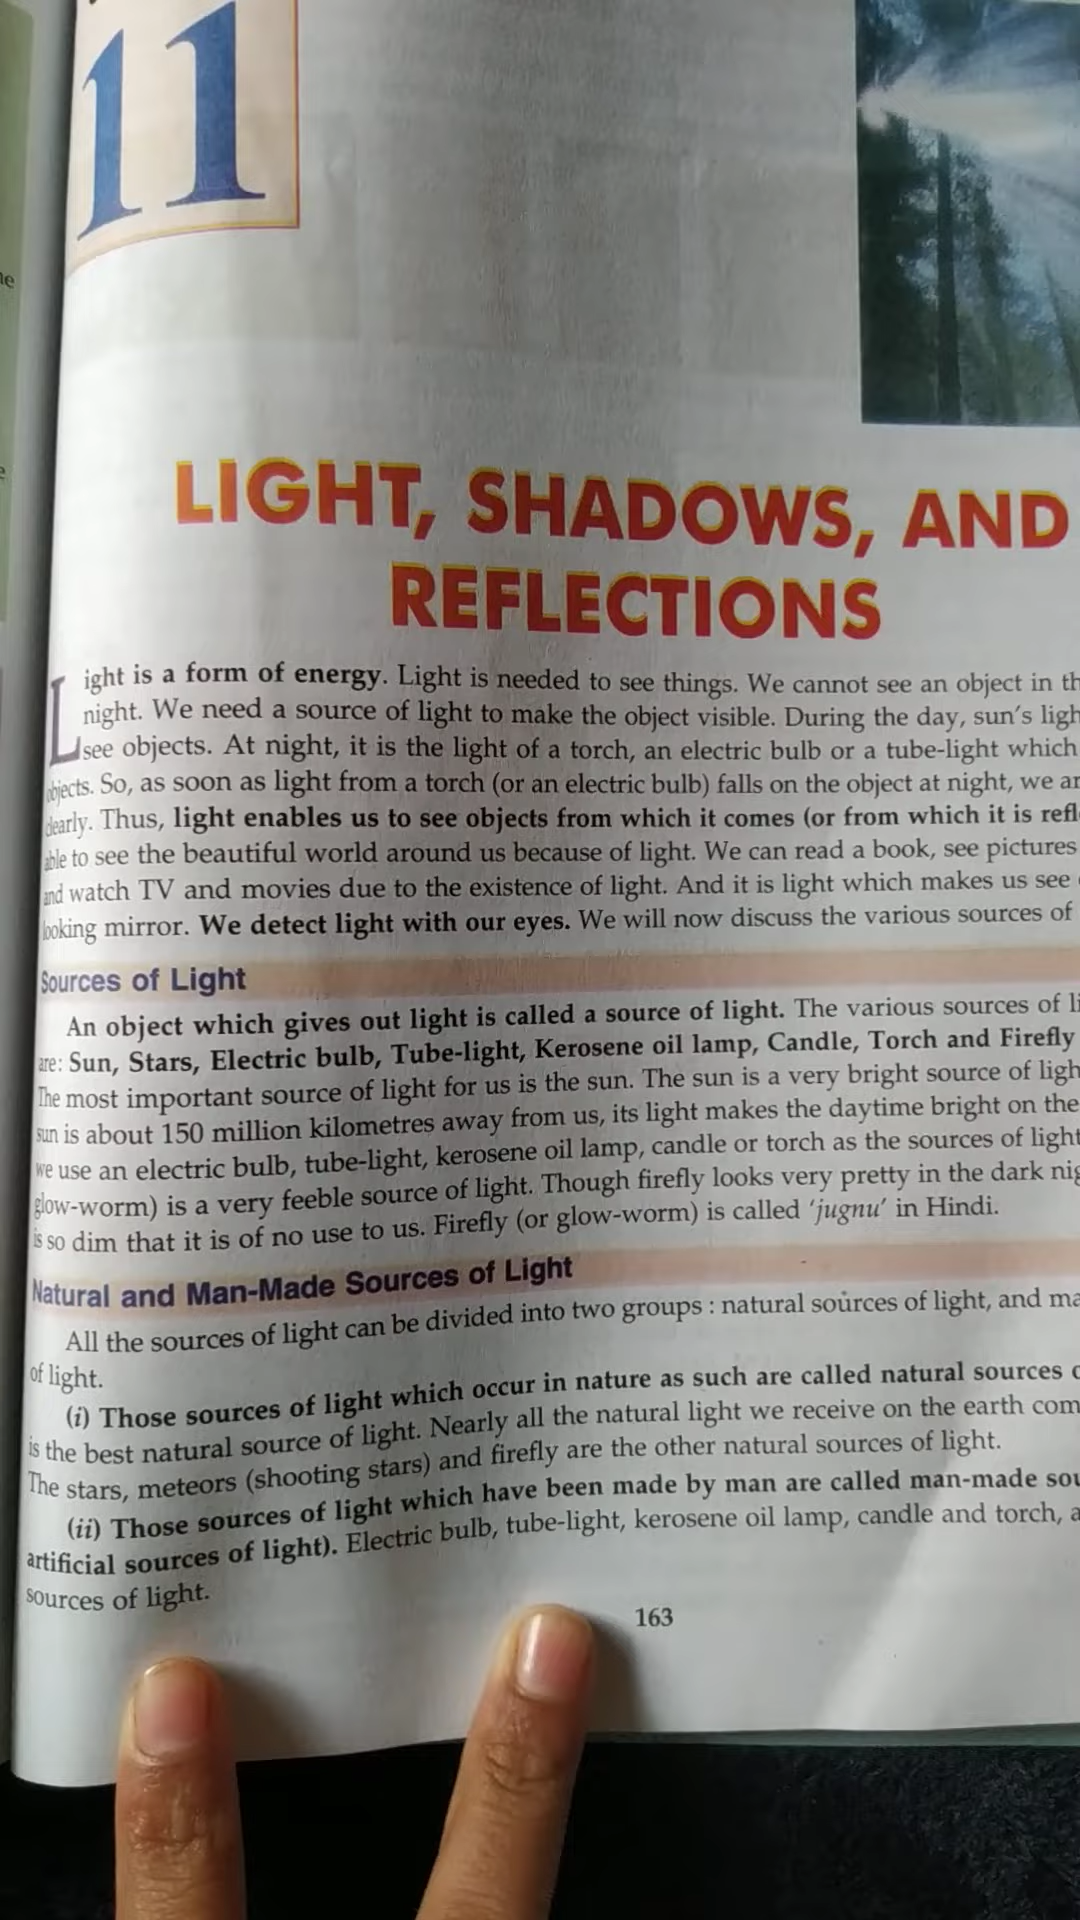 11
LIGHT, SHADOWS, AND
REFLECTIONS
Light is a form of energy. Light is needed to see things. We cannot see an object in
night. We need a source of light to make the object visible. During the day, sun's
see objects. At night, it is the light of a torch, an electric bulb or a tube-light which
objects. So, as soon as light from a torch (or an electric bulb) falls on the object at night, we
clearly. Thus, light enables us to see objects from which it comes (or from which it is
able to see the beautiful world around us because of light. We can read a book, see pictures
and watch TV and movies due to the existence of light. And it is light which makes us see
looking mirror. We detect light with our eyes. We will now discuss the various sources of
Sources of Light
An object which gives out light is called a source of light. The various sources of
are: Sun, Stars, Electric bulb, Tube-light, Kerosene oil lamp, Candle, Torch and Firefly
The most important source of light for us is the sun. The sun is a very bright source of
sun is about 150 million kilometres away from us, its light makes the daytime bright on the
we use an electric bulb, tube-light, kerosene oil lamp, candle or torch as the sources of light
glow-worm) is a very feeble source of light. Though firefly looks very pretty in the dark
is so dim that it is of no use to us. Firefly (or glow-worm) is called 'jugnu' in Hindi.
Natural and Man-Made Sources of Light
All the sources of light can be divided into two groups : natural sources of light, and
of light.
(i) Those sources of light which occur in nature as such are called natural sources
is the best natural source of light. Nearly all the natural light we receive on the earth
The stars, meteors (shooting stars) and firefly are the other natural sources of light.
(ii) Those sources of light which have been made by man are called man-made
artificial sources of light). Electric bulb, tube-light, kerosene oil lamp, candle and torch,
sources of light.
163